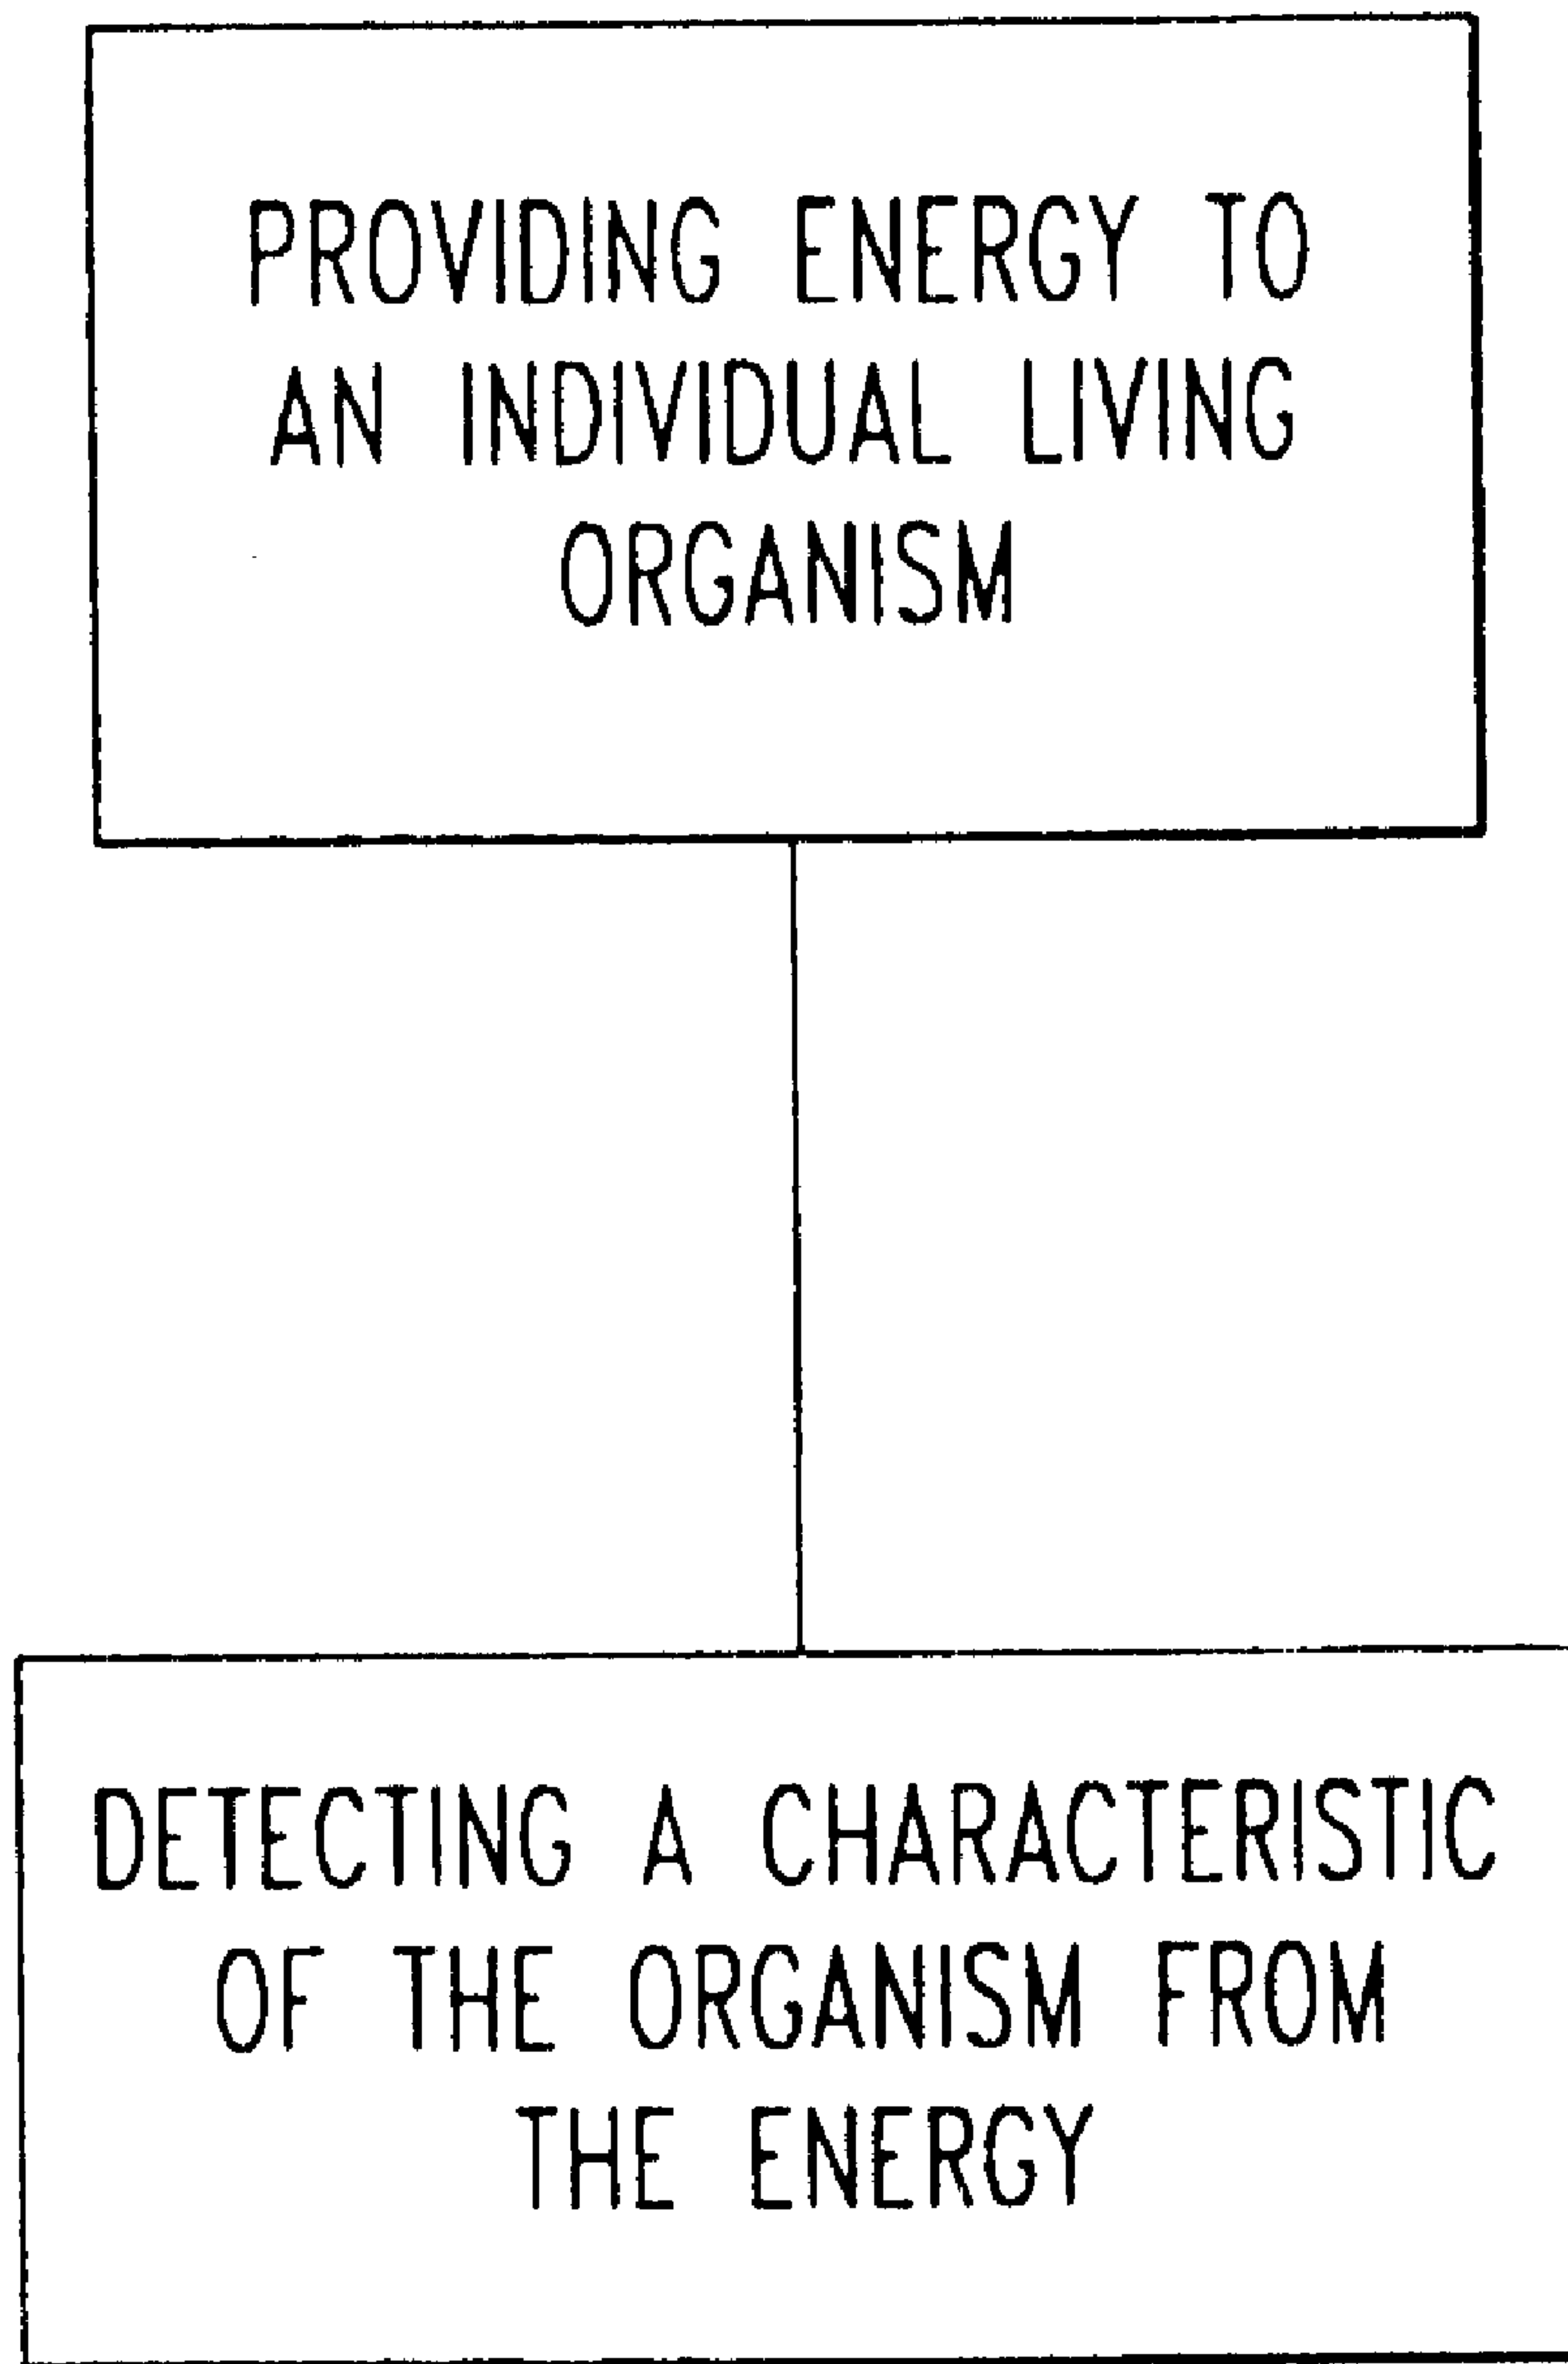 PROVIDING ENERGY TO
AN INDIVIDUAL LIVING
ORGANISM
DETECTING A CHARACTERISTIC
OF THE ORGANISM FROM
THE ENERGY